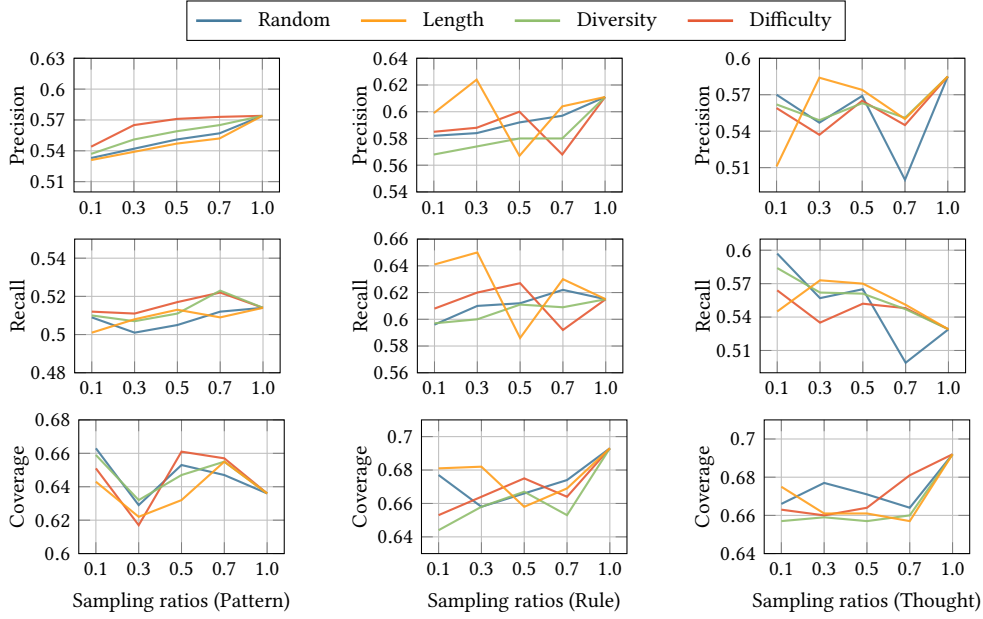 Random Length Diversity Difficulty
Precision
0.63
0.6
0.57
0.54
0.51
0.1 0.3 0.5 0.7 1.0
Precision
0.64
0.62
0.6
0.58
0.56
0.54
0.1 0.3 0.5 0.7 1.0
Precision
0.6
0.57
0.54
0.51
0.1 0.3 0.5 0.7 1.0
Recall
0.54
0.52
0.5
0.48
0.1 0.3 0.5 0.7 1.0
Recall
0.66
0.64
0.62
0.6
0.58
0.56
0.1 0.3 0.5 0.7 1.0
Recall
0.6
0.57
0.54
0.51
0.1 0.3 0.5 0.7 1.0
Coverage
0.68
0.66
0.64
0.62
0.6
0.1 0.3 0.5 0.7 1.0
Sampling ratios (Pattern)
Coverage
0.7
0.68
0.66
0.64
0.1 0.3 0.5 0.7 1.0
Sampling ratios (Rule)
Coverage
0.7
0.68
0.66
0.64
0.1 0.3 0.5 0.7 1.0
Sampling ratios (Thought)